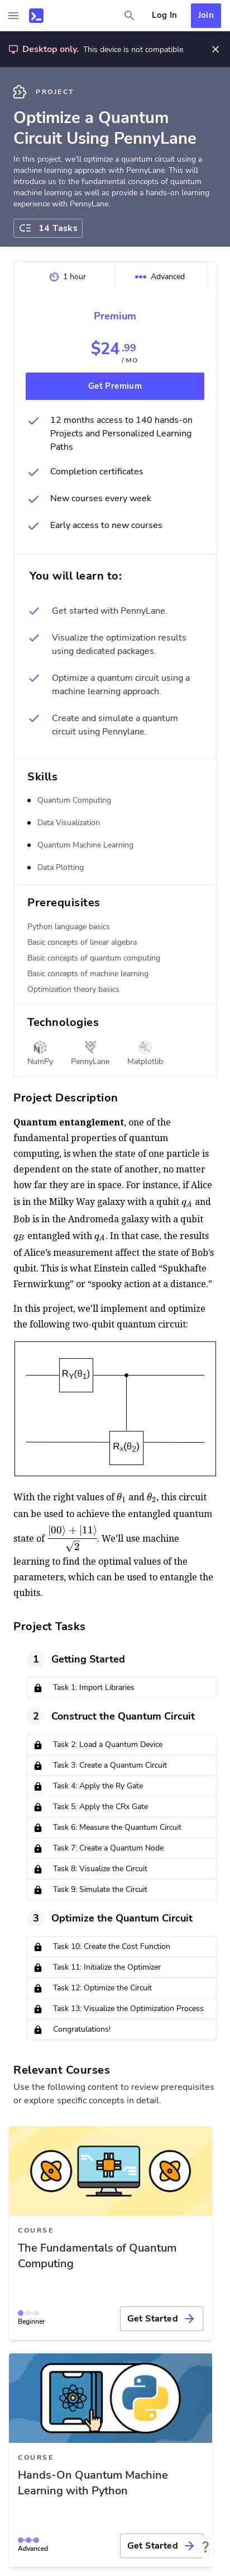 Log In
Join
Desktop only. This device is not compatible.
PROJECT
Optimize a Quantum
Circuit Using PennyLane
In this project, we'll optimize a quantum circuit using a
machine learning approach with PennyLane. This will
introduce us to the fundamental concepts of quantum
machine learning as well as provide a hands-on learning
experience with PennyLane.
14 Tasks
1 hour
Advanced
Premium
$24.99
/ MO
Get Premium
12 months access to 140 hands-on
Projects and Personalized Learning
Paths
Completion certificates
New courses every week
Early access to new courses
You will learn to:
Get started with PennyLane.
Visualize the optimization results
using dedicated packages.
Optimize a quantum circuit using a
machine learning approach.
Create and simulate a quantum
circuit using Pennylane.
Skills
Quantum Computing
Data Visualization
Quantum Machine Learning
Data Plotting
Prerequisites
Python language basics
Basic concepts of linear algebra
Basic concepts of quantum computing
Basic concepts of machine learning
Optimization theory basics
Technologies
NumPy
PennyLane
Matplotlib
Project Description
Quantum entanglement, one of the
fundamental properties of quantum
computing, is when the state of one particle is
dependent on the state of another, no matter
how far they are in space. For instance, if Alice
is in the Milky Way galaxy with a qubit qA and
Bob is in the Andromeda galaxy with a qubit
qB entangled with qA. In that case, the results
of Alice's measurement affect the state of Bob's
qubit. This is what Einstein called “Spukhafte
Fernwirkung” or “spooky action at a distance.”
In this project, we'll implement and optimize
the following two-qubit quantum circuit:
RY(θ1)
Rx(θ2)
With the right values of θ1 and θ2, this circuit
can be used to achieve the entangled quantum
state of |00⟩ + |11⟩ / √2. We'll use machine
learning to find the optimal values of the
parameters, which can be used to entangle the
qubits.
Project Tasks
1 Getting Started
Task 1: Import Libraries
2 Construct the Quantum Circuit
Task 2: Load a Quantum Device
Task 3: Create a Quantum Circuit
Task 4: Apply the Ry Gate
Task 5: Apply the CRx Gate
Task 6: Measure the Quantum Circuit
Task 7: Create a Quantum Node
Task 8: Visualize the Circuit
Task 9: Simulate the Circuit
3 Optimize the Quantum Circuit
Task 10: Create the Cost Function
Task 11: Initialize the Optimizer
Task 12: Optimize the Circuit
Task 13: Visualize the Optimization Process
Congratulations!
Relevant Courses
Use the following content to review prerequisites
or explore specific concepts in detail.
COURSE
The Fundamentals of Quantum
Computing
Beginner
Get Started
COURSE
Hands-On Quantum Machine
Learning with Python
Advanced
Get Started
?